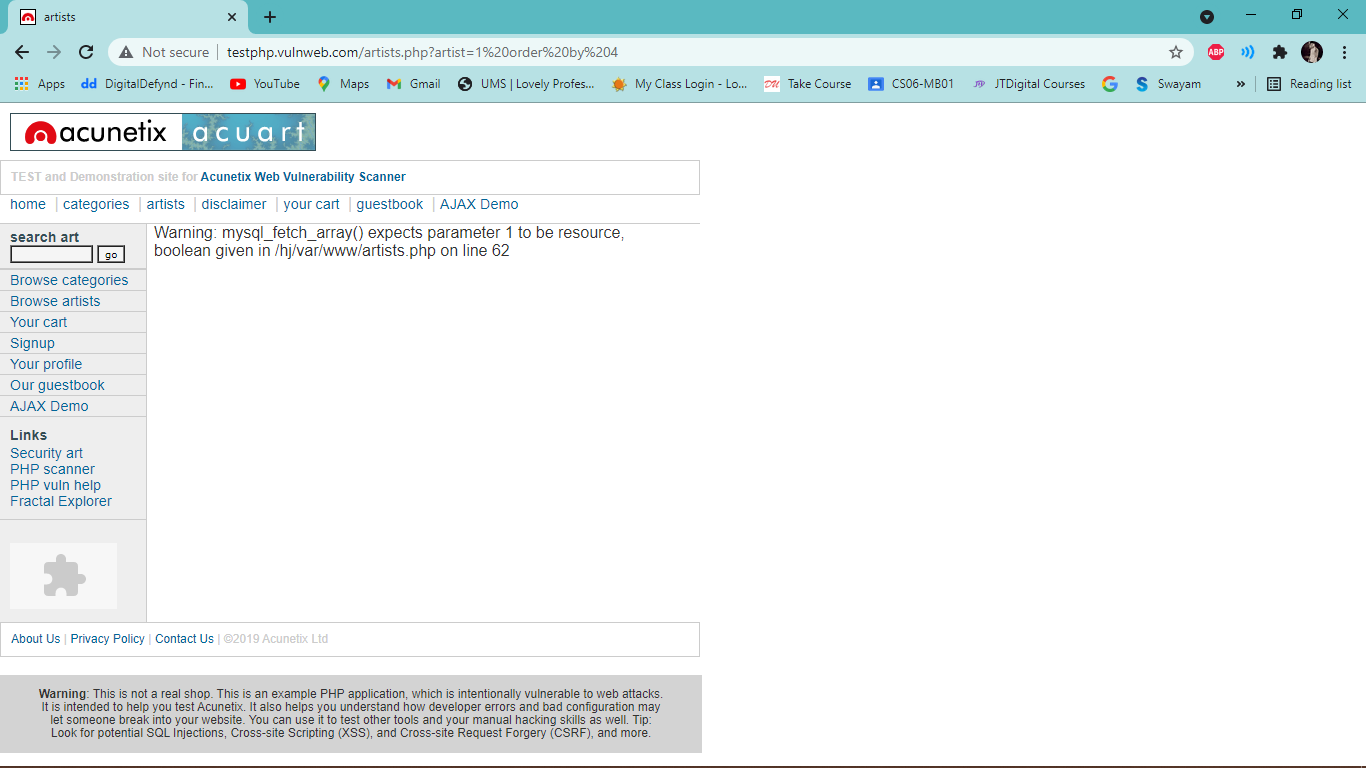 artists
Not secure
testphp.vulnweb.com/artists.php?artist=1%20order%20by%204
ABP
Apps
dd DigitalDefynd - Fin...
YouTube
Maps
Gmail
UMS | Lovely Profes...
My Class Login - Lo...
DU Take Course
CS06-MB01
JP JTDigital Courses
Swayam
»
Reading list
acunetix acuart
TEST and Demonstration site for Acunetix Web Vulnerability Scanner
home | categories | artists | disclaimer | your cart | guestbook | AJAX Demo
search art
go
Browse categories
Browse artists
Your cart
Signup
Your profile
Our guestbook
AJAX Demo
Links
Security art
PHP scanner
PHP vuln help
Fractal Explorer
Warning: mysql_fetch_array() expects parameter 1 to be resource,
boolean given in /hj/var/www/artists.php on line 62
About Us | Privacy Policy | Contact Us | ©2019 Acunetix Ltd
Warning: This is not a real shop. This is an example PHP application, which is intentionally vulnerable to web attacks.
It is intended to help you test Acunetix. It also helps you understand how developer errors and bad configuration may
let someone break into your website. You can use it to test other tools and your manual hacking skills as well. Tip:
Look for potential SQL Injections, Cross-site Scripting (XSS), and Cross-site Request Forgery (CSRF), and more.